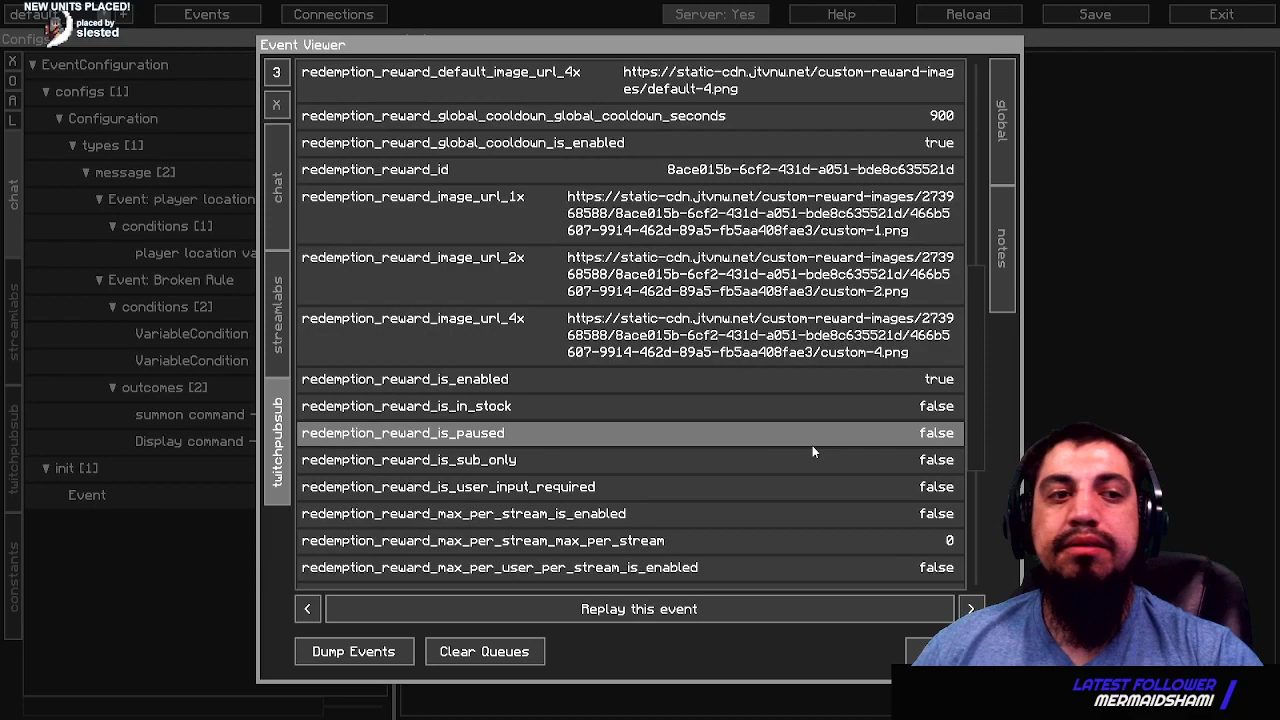 NEW UNITS PLACED!
placed by
slested
default
+
Events
Connections
Server: Yes
Help
Reload
Save
Exit
X
O
A
L
chat
streamlabs
twitchpubsub
constants
EventConfiguration
configs [1]
Configuration
types [1]
message [2]
Event: player location
conditions [1]
player location va
Event: Broken Rule
conditions [2]
VariableCondition
VariableCondition
outcomes [2]
summon command -
Display command -
init [1]
Event
Event Viewer
3
X
chat
streamlabs
twitchpubsub
redemption_reward_default_image_url_4x
https://static-cdn.jtvnw.net/custom-reward-imag
es/default-4.png
redemption_reward_global_cooldown_global_cooldown_seconds 900
redemption_reward_global_cooldown_is_enabled true
redemption_reward_id 8ace015b-6cf2-431d-a051-bde8c635521d
redemption_reward_image_url_1x https://static-cdn.jtvnw.net/custom-reward-images/2739
68588/8ace015b-6cf2-431d-a051-bde8c635521d/466b5
607-9914-462d-89a5-fb5aa408fae3/custom-1.png
redemption_reward_image_url_2x https://static-cdn.jtvnw.net/custom-reward-images/2739
68588/8ace015b-6cf2-431d-a051-bde8c635521d/466b5
607-9914-462d-89a5-fb5aa408fae3/custom-2.png
redemption_reward_image_url_4x https://static-cdn.jtvnw.net/custom-reward-images/2739
68588/8ace015b-6cf2-431d-a051-bde8c635521d/466b5
607-9914-462d-89a5-fb5aa408fae3/custom-4.png
redemption_reward_is_enabled true
redemption_reward_is_in_stock false
redemption_reward_is_paused false
redemption_reward_is_sub_only false
redemption_reward_is_user_input_required false
redemption_reward_max_per_stream_is_enabled false
redemption_reward_max_per_stream_max_per_stream 0
redemption_reward_max_per_user_per_stream_is_enabled false
global
notes
<
Replay this event
>
Dump Events
Clear Queues
LATEST FOLLOWER
MERMAIDSHAMI